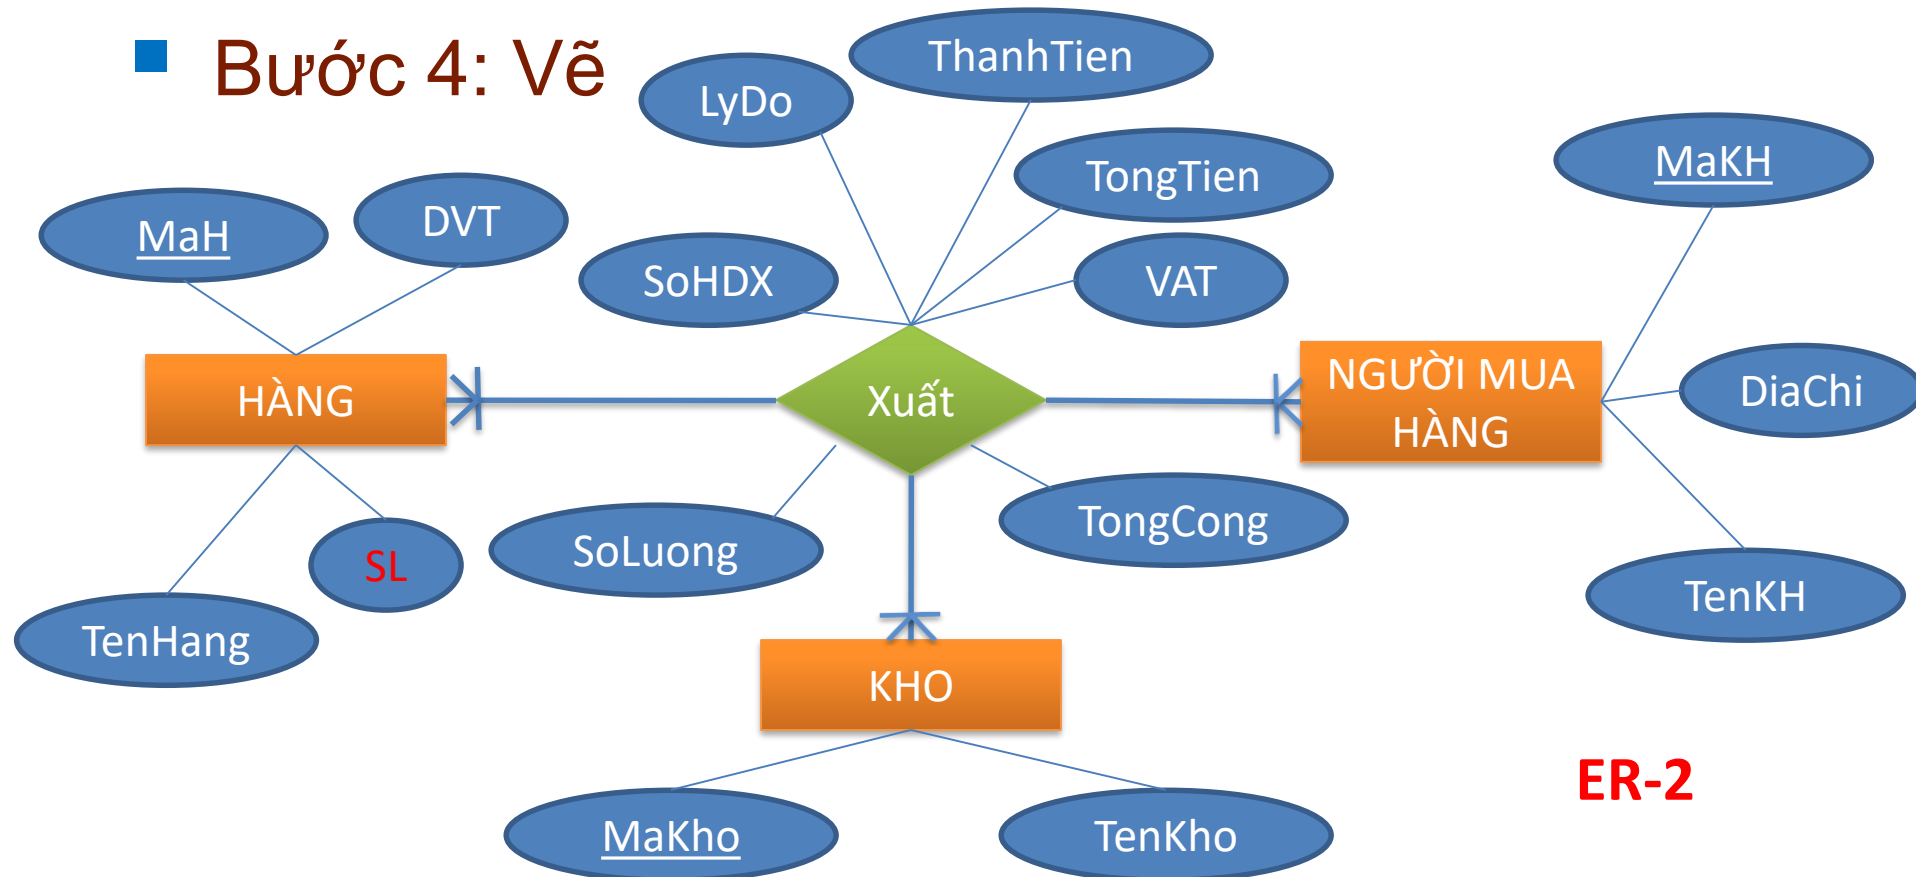 Bước 4: Vẽ
ThanhTien
LyDo
TongTien
MaKH
MaH
DVT
SoHDX
VAT
HÀNG
Xuất
NGƯỜI MUA
HÀNG
DiaChi
SoLuong
TongCong
SL
TenHang
TenKH
KHO
ER-2
MaKho
TenKho